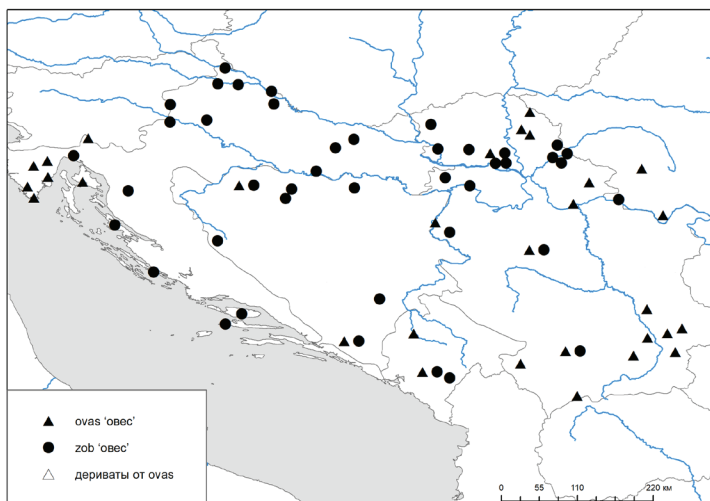 ovas ‘овес’
zob ‘овес’
дериваты от ovas
0 55 110 220 км